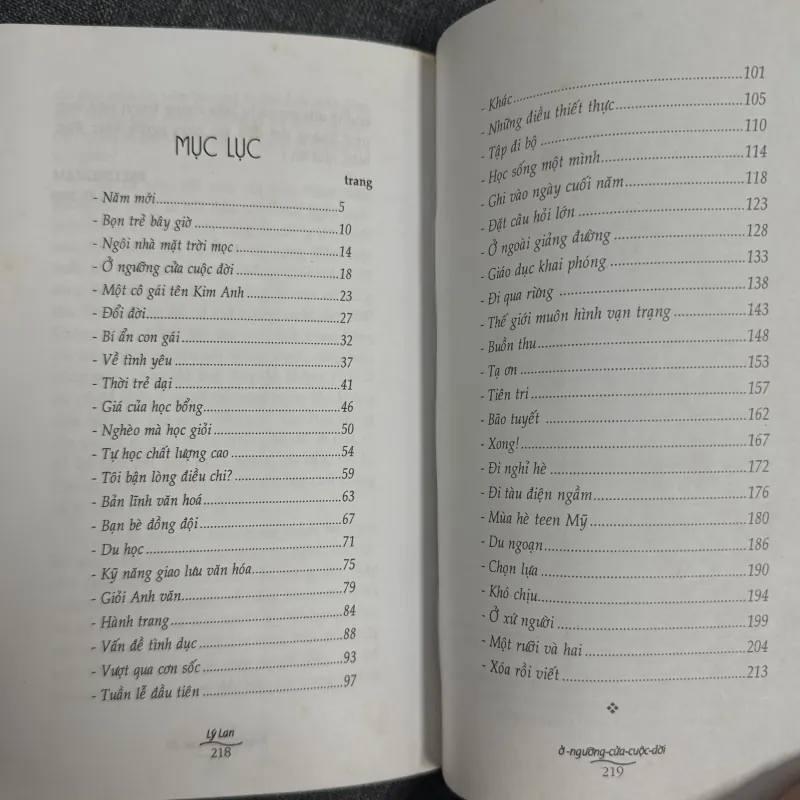 MỤC LỤC
trang
- Năm mới..............................5
- Bọn trẻ bây giờ..............................10
- Ngôi nhà mặt trời mọc..............................14
- Ở ngưỡng cửa cuộc đời..............................18
- Một cô gái tên Kim Anh..............................23
- Đổi đời..............................27
- Bí ẩn con gái..............................32
- Về tình yêu..............................37
- Thời trẻ dại..............................41
- Giá của học bổng..............................46
- Nghèo mà học giỏi..............................50
- Tự học chất lượng cao..............................54
- Tôi bận lòng điều chi?..............................59
- Bản lĩnh văn hoá..............................63
- Bạn bè đồng đội..............................67
- Du học..............................71
- Kỹ năng giao lưu văn hóa..............................75
- Giỏi Anh văn..............................79
- Hành trang..............................84
- Vấn đề tình dục..............................88
- Vượt qua cơn sốc..............................93
- Tuần lễ đầu tiên..............................97
Lý Lan
218
- Khác..............................101
- Những điều thiết thực..............................105
- Tập đi bộ..............................110
- Học sống một mình..............................114
- Ghi vào ngày cuối năm..............................118
- Đặt câu hỏi lớn..............................123
- Ở ngoài giảng đường..............................128
- Giáo dục khai phóng..............................133
- Đi qua rừng..............................138
- Thế giới muôn hình vạn trạng..............................143
- Buồn thu..............................148
- Tạ ơn..............................153
- Tiên tri..............................157
- Bão tuyết..............................162
- Xong!..............................167
- Đi nghỉ hè..............................172
- Đi tàu điện ngầm..............................176
- Mùa hè teen Mỹ..............................180
- Du ngoạn..............................186
- Chọn lựa..............................190
- Khó chịu..............................194
- Ở xứ người..............................199
- Một rưỡi và hai..............................204
- Xóa rồi viết..............................213
ở-ngưỡng-cửa-cuộc-đời
219